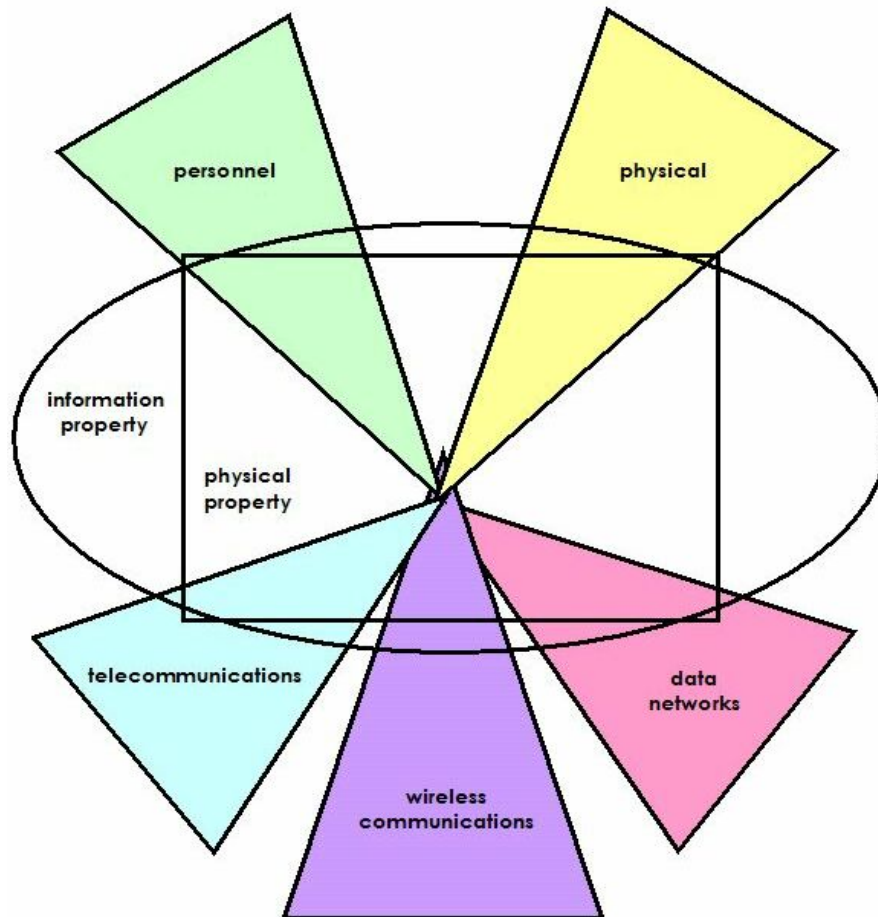 personnel
physical
information
property
physical
property
telecommunications
data
networks
wireless
communications